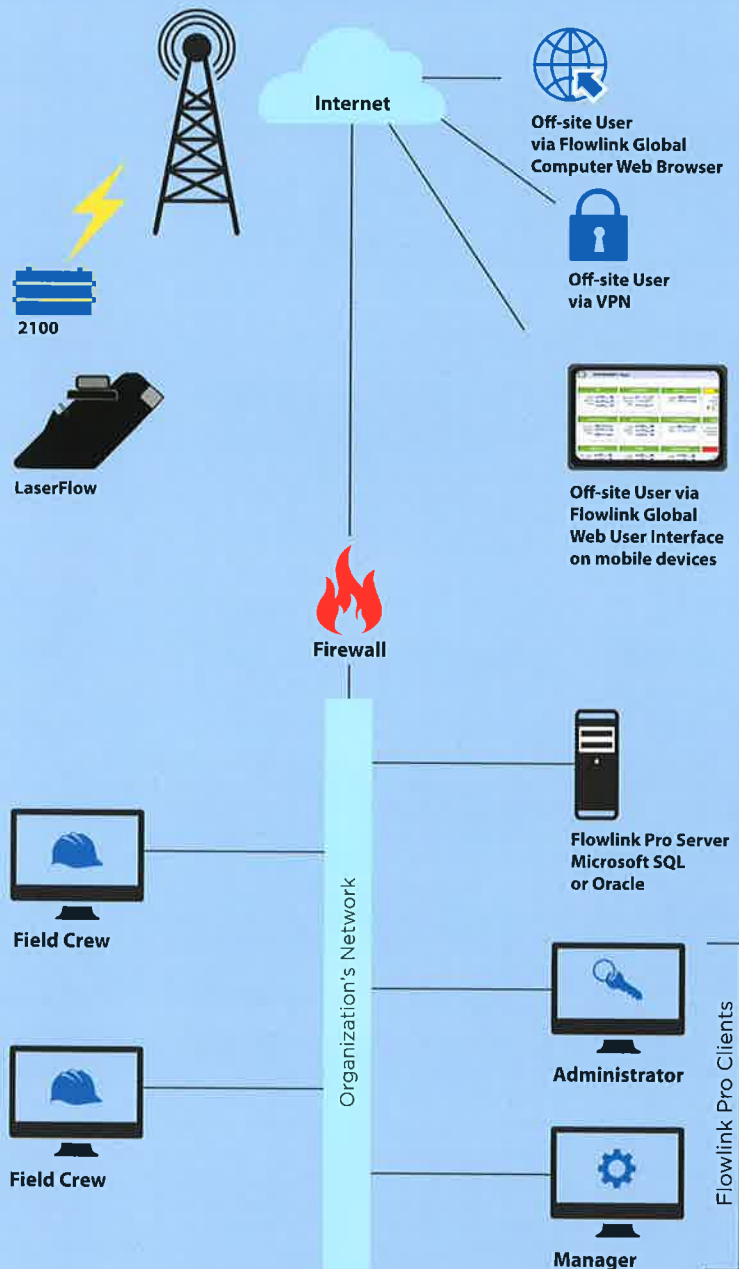 Internet
Off-site User
via Flowlink Global
Computer Web Browser
Off-site User
via VPN
2100
LaserFlow
Off-site User via
Flowlink Global
Web User Interface
on mobile devices
Firewall
Organization's Network
Flowlink Pro Server
Microsoft SQL
or Oracle
Field Crew
Administrator
Flowlink Pro Clients
Field Crew
Manager